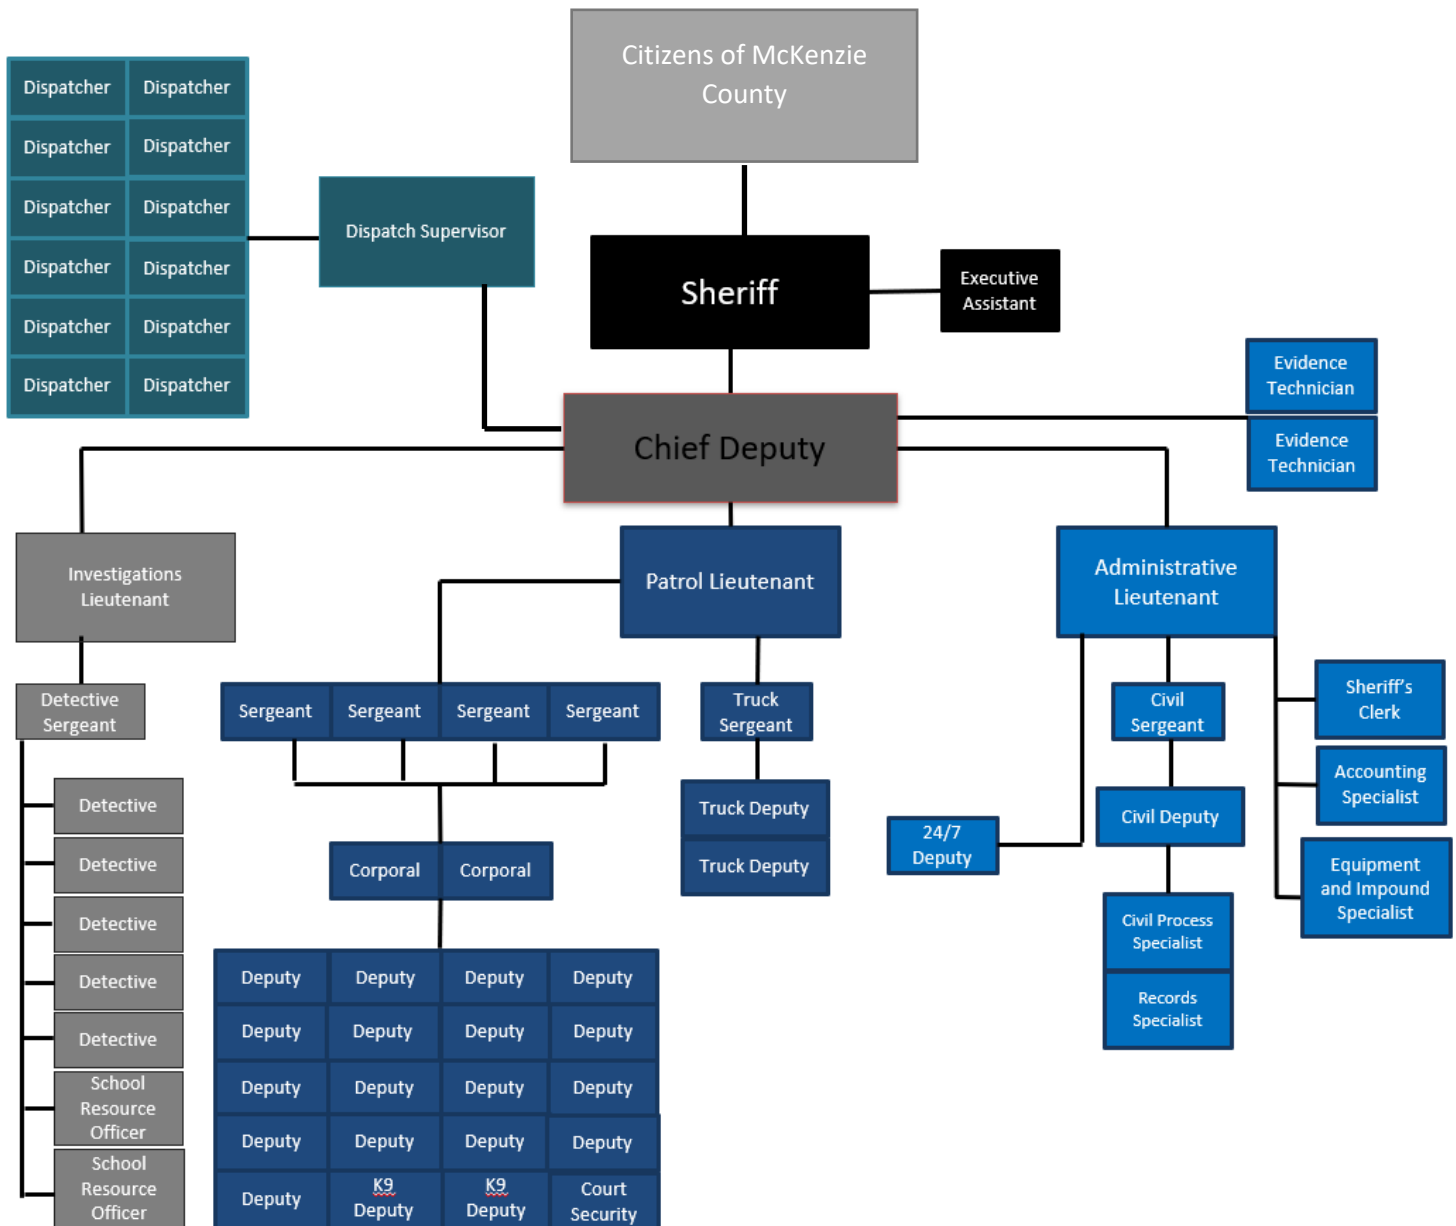 Citizens of McKenzie
County
Dispatcher Dispatcher
Dispatcher Dispatcher
Dispatcher Dispatcher
Dispatcher Dispatcher
Dispatcher Dispatcher
Dispatcher Dispatcher
Dispatch Supervisor
Sheriff
Executive
Assistant
Evidence
Technician
Evidence
Technician
Chief Deputy
Investigations
Lieutenant
Patrol Lieutenant
Administrative
Lieutenant
Detective
Sergeant
Detective
Detective
Detective
Detective
Detective
School
Resource
Officer
School
Resource
Officer
Sergeant Sergeant Sergeant Sergeant
Corporal Corporal
Deputy Deputy Deputy Deputy
Deputy Deputy Deputy Deputy
Deputy Deputy Deputy Deputy
Deputy Deputy Deputy Deputy
Deputy
K9
Deputy
K9
Deputy
Court
Security
Truck
Sergeant
Truck Deputy
Truck Deputy
24/7
Deputy
Civil
Sergeant
Civil Deputy
Civil Process
Specialist
Records
Specialist
Sheriff's
Clerk
Accounting
Specialist
Equipment
and Impound
Specialist